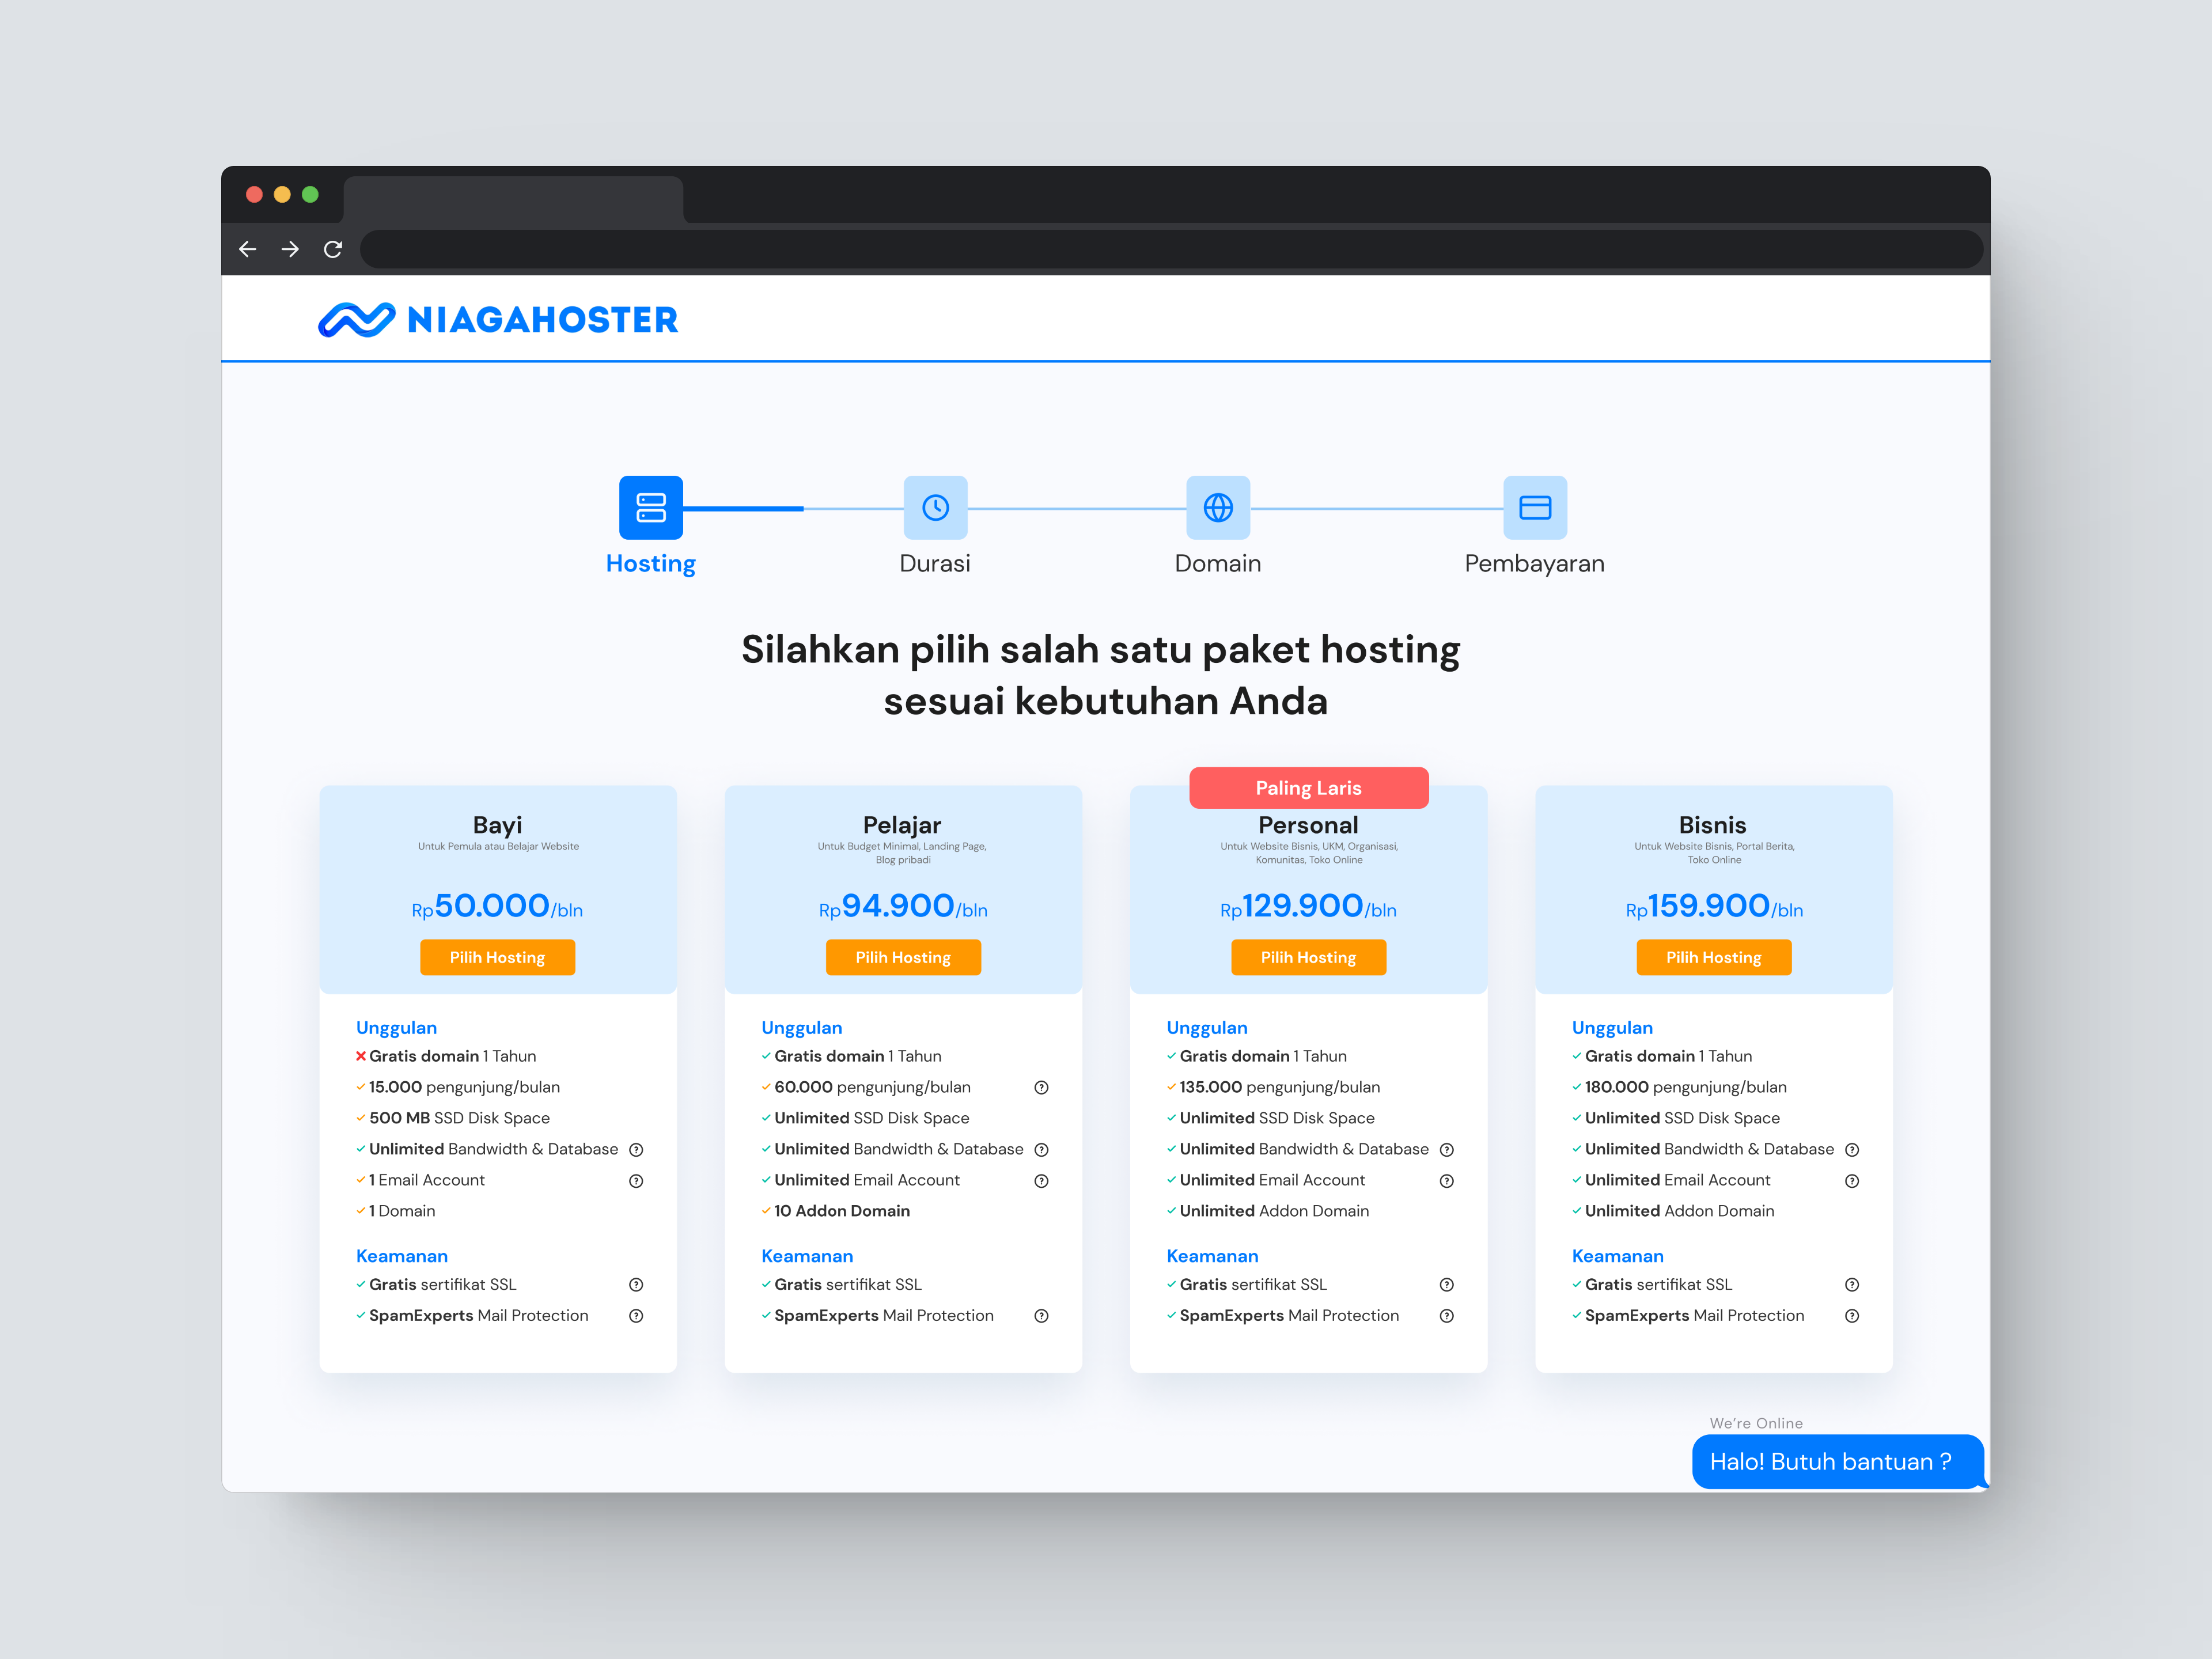 NIAGAHOSTER
Hosting
Durasi
Domain
Pembayaran
Silahkan pilih salah satu paket hosting
sesuai kebutuhan Anda
Bayi
Untuk Pemula atau Belajar Website
Rp50.000/bln
Pilih Hosting
Unggulan
Gratis domain 1 Tahun
15.000 pengunjung/bulan
500 MB SSD Disk Space
Unlimited Bandwidth & Database
1 Email Account
1 Domain
Keamanan
Gratis sertifikat SSL
SpamExperts Mail Protection
Pelajar
Untuk Budget Minimal, Landing Page,
Blog pribadi
Rp94.900/bln
Pilih Hosting
Unggulan
Gratis domain 1 Tahun
60.000 pengunjung/bulan
Unlimited SSD Disk Space
Unlimited Bandwidth & Database
Unlimited Email Account
10 Addon Domain
Keamanan
Gratis sertifikat SSL
SpamExperts Mail Protection
Paling Laris
Personal
Untuk Website Bisnis, UKM, Organisasi,
Komunitas, Toko Online
Rp129.900/bln
Pilih Hosting
Unggulan
Gratis domain 1 Tahun
135.000 pengunjung/bulan
Unlimited SSD Disk Space
Unlimited Bandwidth & Database
Unlimited Email Account
Unlimited Addon Domain
Keamanan
Gratis sertifikat SSL
SpamExperts Mail Protection
Bisnis
Untuk Website Bisnis, Portal Berita,
Toko Online
Rp159.900/bln
Pilih Hosting
Unggulan
Gratis domain 1 Tahun
180.000 pengunjung/bulan
Unlimited SSD Disk Space
Unlimited Bandwidth & Database
Unlimited Email Account
Unlimited Addon Domain
Keamanan
Gratis sertifikat SSL
SpamExperts Mail Protection
We're Online
Halo! Butuh bantuan ?